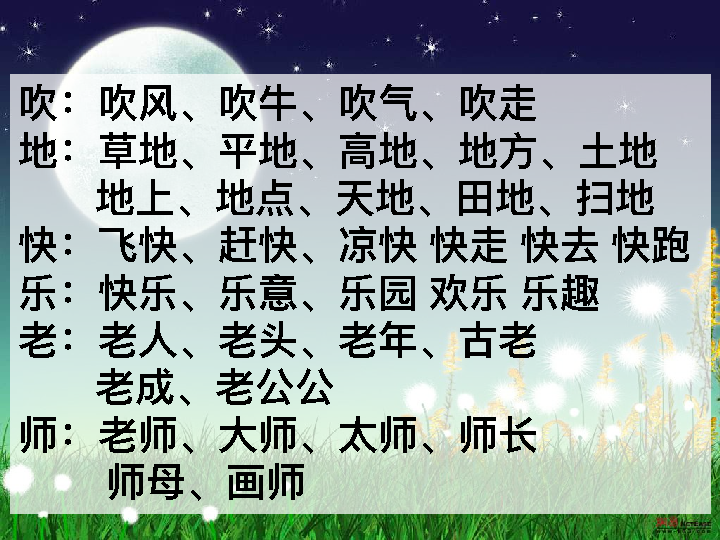 吹：吹风、吹牛、吹气、吹走
地：草地、平地、高地、地方、土地
地上、地点、天地、田地、扫地
快：飞快、赶快、凉快 快走 快去 快跑
乐：快乐、乐意、乐园 欢乐 乐趣
老：老人、老头、老年、古老
老成、老公公
师：老师、大师、太师、师长
师母、画师